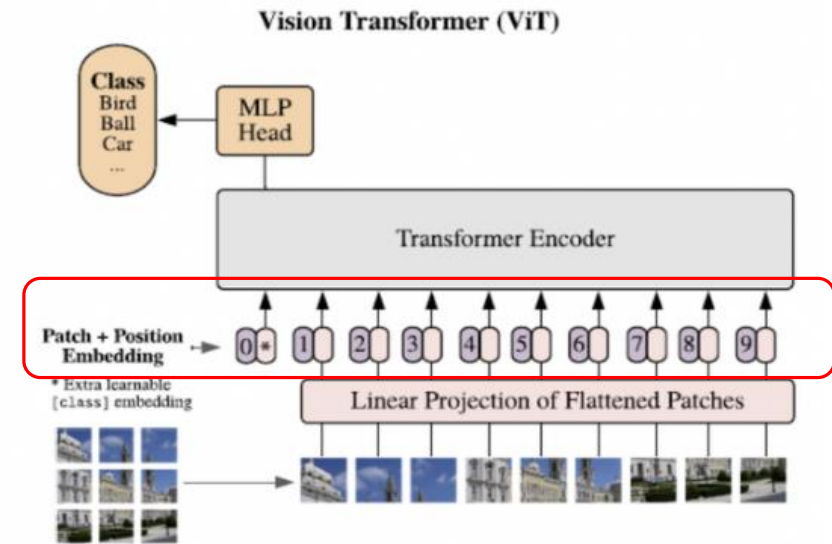 Vision Transformer (ViT)
Class
Bird
Ball
Car
...
MLP
Head
Transformer Encoder
Patch + Position
Embedding
0 * 1 2 3 4 5 6 7 8 9
* Extra learnable
[class] embedding
Linear Projection of Flattened Patches